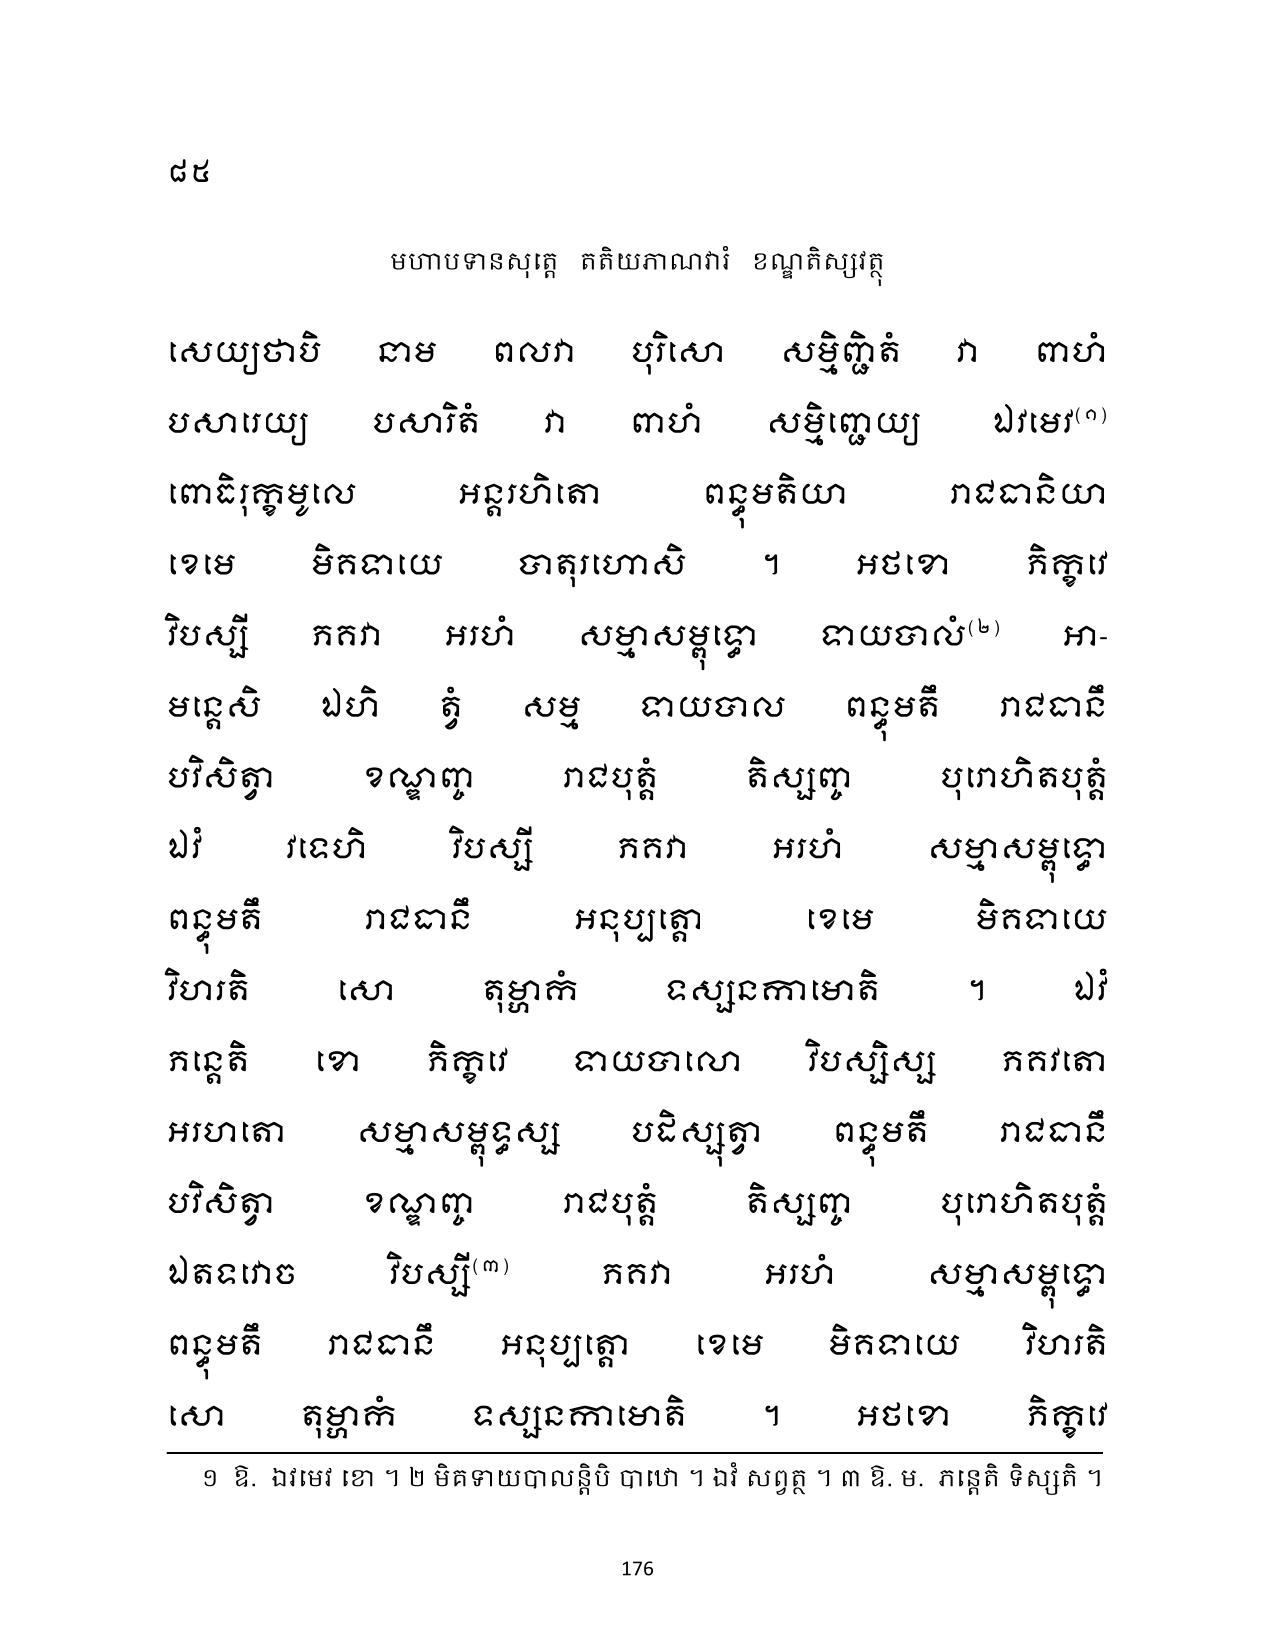 ៨៥
មហាបទានសុត្តេ តតិយភាណវារំ ខណ្ឌតិស្សវត្ថុ
សេយ្យថាបិ នាម ពលវា បុរិសោ សម្មិញ្ជិតំ វា ពាហំ
បសារេយ្យ បសារិតំ វា ពាហំ សម្មិញ្ជេយ្យ ឯវមេវ(១)
ពោធិរុក្ខមូលេ អន្តរហិតោ ពន្ធុមតិយា រាជធានិយា
ខេមេ មិគទាយេ បាតុរហោសិ ។ អថខោ ភិក្ខវេ
វិបស្សី ភគវា អរហំ សម្មាសម្ពុទ្ធោ ទាយបាលំ(២) អា-
មន្តេសិ ឯហិ ត្វំ សម្ម ទាយបាល ពន្ធុមតឹ រាជធានឹ
បវិសិត្វា ខណ្ឌញ្ច រាជបុត្តំ តិស្សញ្ច បុរោហិតបុត្តំ
ឯវំ វទេហិ វិបស្សី ភគវា អរហំ សម្មាសម្ពុទ្ធោ
ពន្ធុមតឹ រាជធានឹ អនុប្បត្តោ ខេមេ មិគទាយេ
វិហរតិ សោ តុម្ហាកំ ទស្សនកាមោតិ ។ ឯវំ
ភន្តេតិ ខោ ភិក្ខវេ ទាយបាលោ វិបស្សិស្ស ភគវតោ
អរហតោ សម្មាសម្ពុទ្ធស្ស បដិស្សុត្វា ពន្ធុមតឹ រាជធានឹ
បវិសិត្វា ខណ្ឌញ្ច រាជបុត្តំ តិស្សញ្ច បុរោហិតបុត្តំ
ឯតទវោច វិបស្សី(៣) ភគវា អរហំ សម្មាសម្ពុទ្ធោ
ពន្ធុមតឹ រាជធានឹ អនុប្បត្តោ ខេមេ មិគទាយេ វិហរតិ
សោ តុម្ហាកំ ទស្សនកាមោតិ ។ អថខោ ភិក្ខវេ
១ ឱ. ឯវមេវ ខោ ។ ២ មិគទាយបាលន្តិបិ បាឋោ ។ ឯវំ សព្វត្ថ ។ ៣ ឱ. ម. ភន្តេតិ ទិស្សតិ ។
176